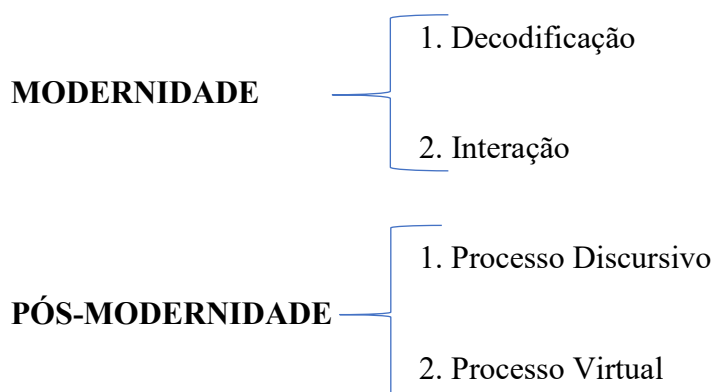 1. Decodificação
MODERNIDADE
2. Interação
1. Processo Discursivo
PÓS-MODERNIDADE
2. Processo Virtual